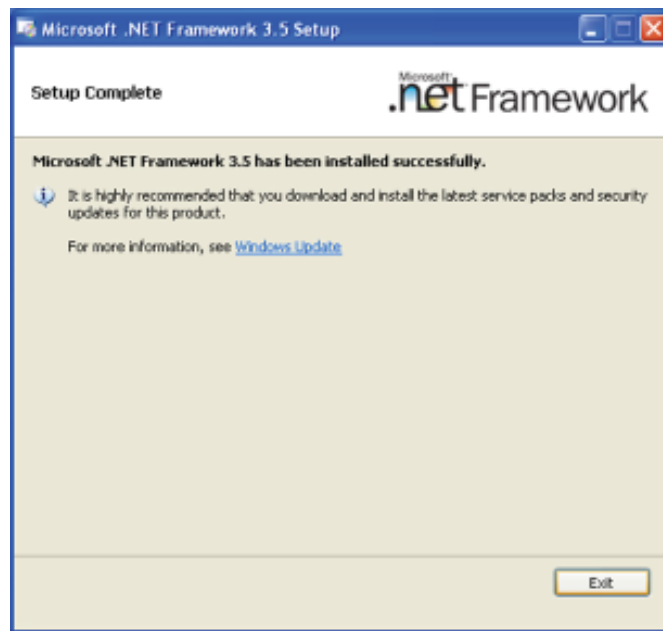 Microsoft .NET Framework 3.5 Setup
Setup Complete
Microsoft
.net Framework
Microsoft .NET Framework 3.5 has been installed successfully.
It is highly recommended that you download and install the latest service packs and security
updates for this product.
For more information, see Windows Update
Exit